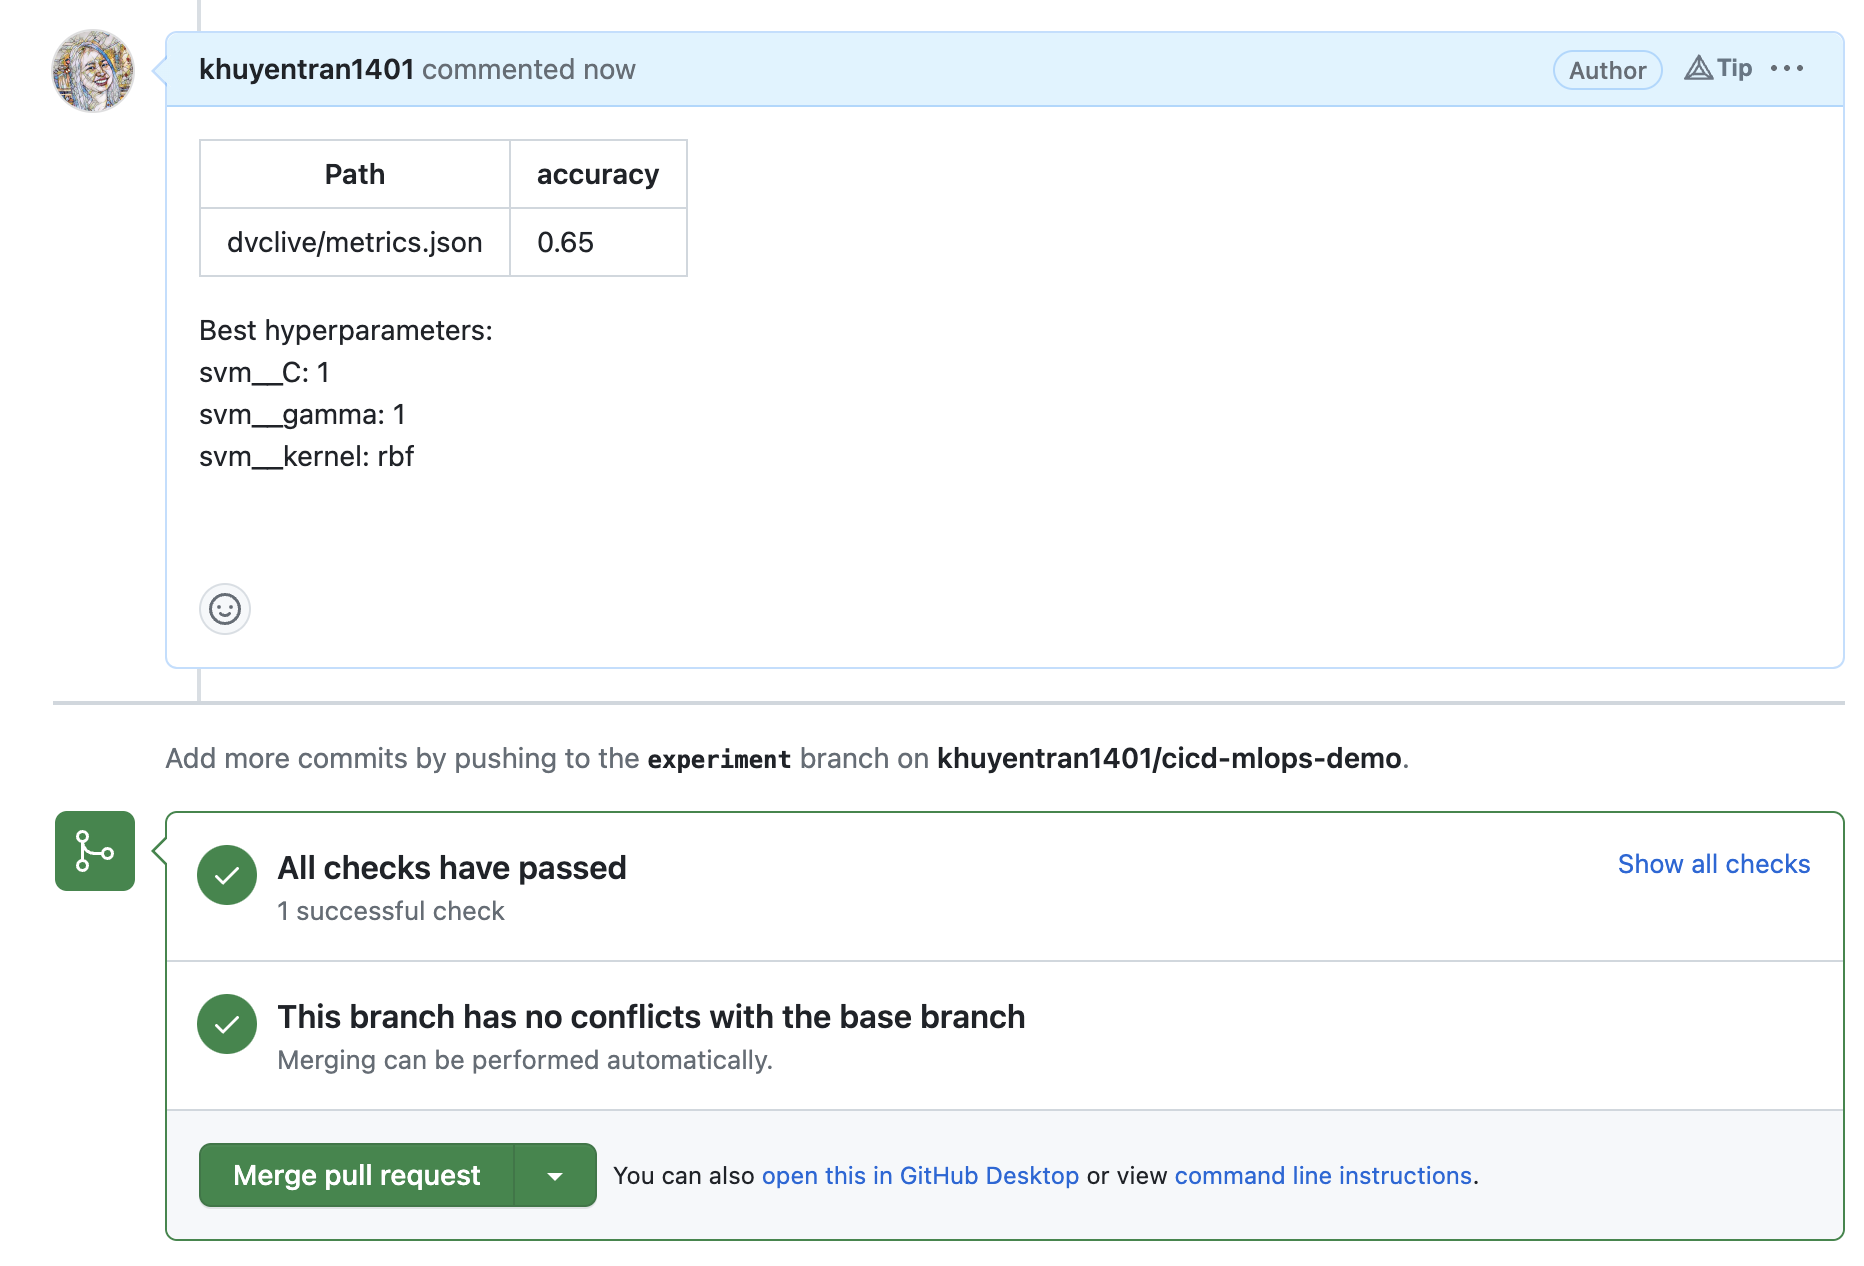 khuyentran1401 commented now
Author
Tip
Path accuracy
dvclive/metrics.json 0.65
Best hyperparameters:
svm__C: 1
svm__gamma: 1
svm__kernel: rbf
Add more commits by pushing to the experiment branch on khuyentran1401/cicd-mlops-demo.
All checks have passed
Show all checks
1 successful check
This branch has no conflicts with the base branch
Merging can be performed automatically.
Merge pull request
You can also open this in GitHub Desktop or view command line instructions.